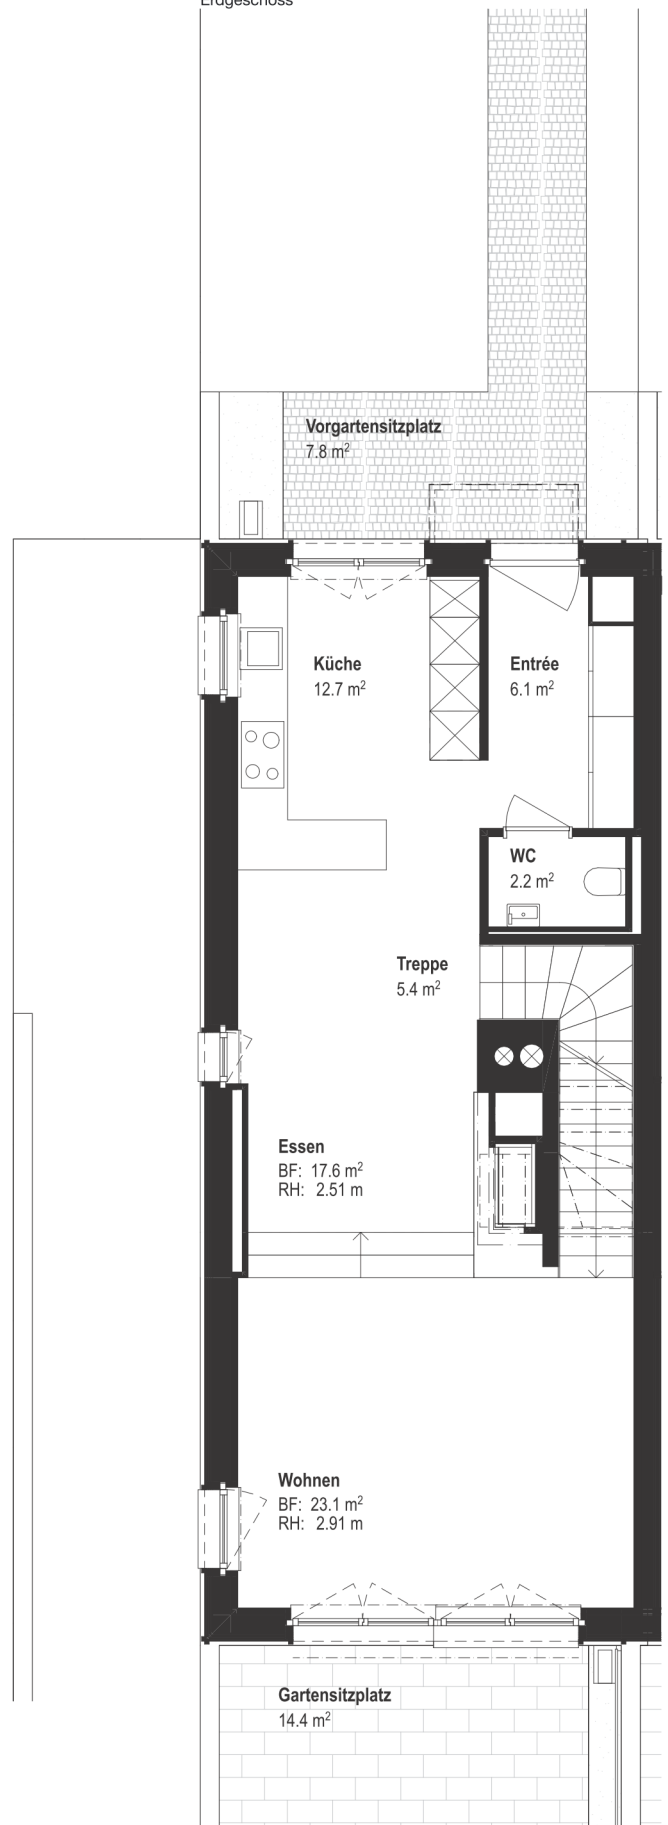 Erdgeschoss
Vorgartensitzplatz
7.8 m²
Küche
12.7 m²
Entrée
6.1 m²
WC
2.2 m²
Treppe
5.4 m²
Essen
BF: 17.6 m²
RH: 2.51 m
Wohnen
BF: 23.1 m²
RH: 2.91 m
Gartensitzplatz
14.4 m²